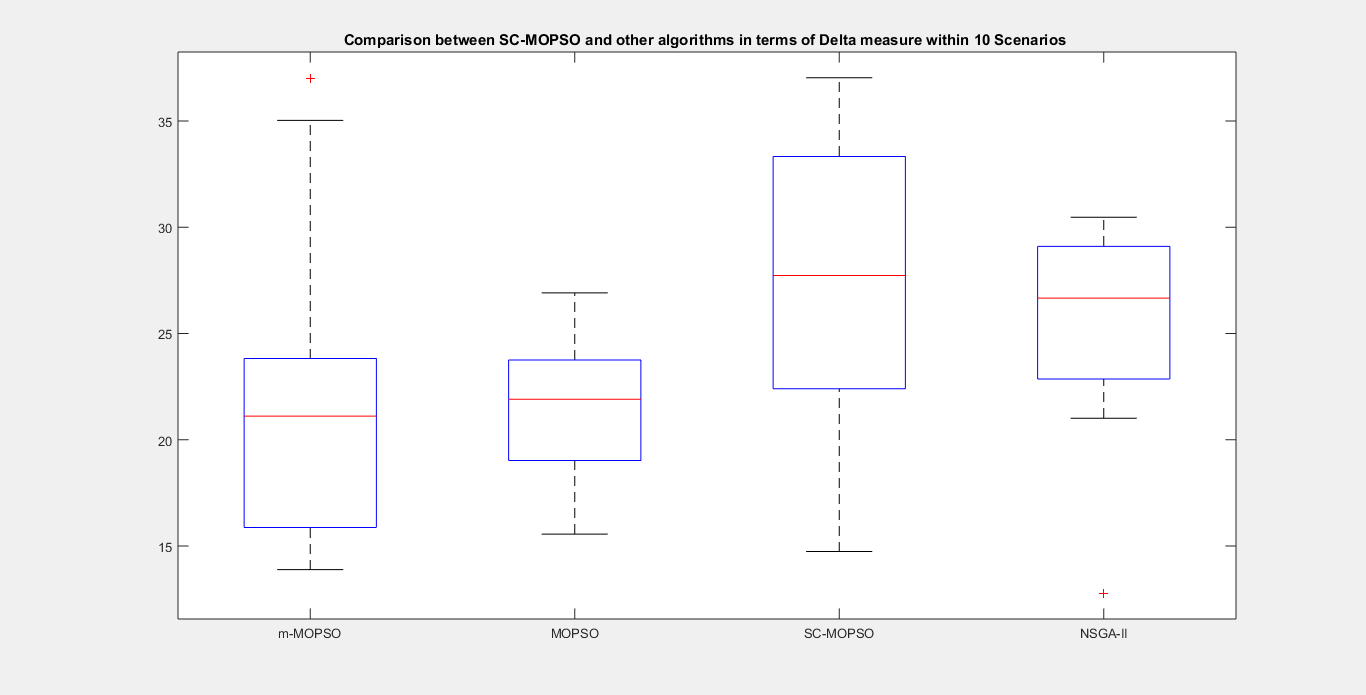 Comparison between SC-MOPSO and other algorithms in terms of Delta measure within 10 Scenarios
35
30
25
20
15
m-MOPSO MOPSO SC-MOPSO NSGA-II